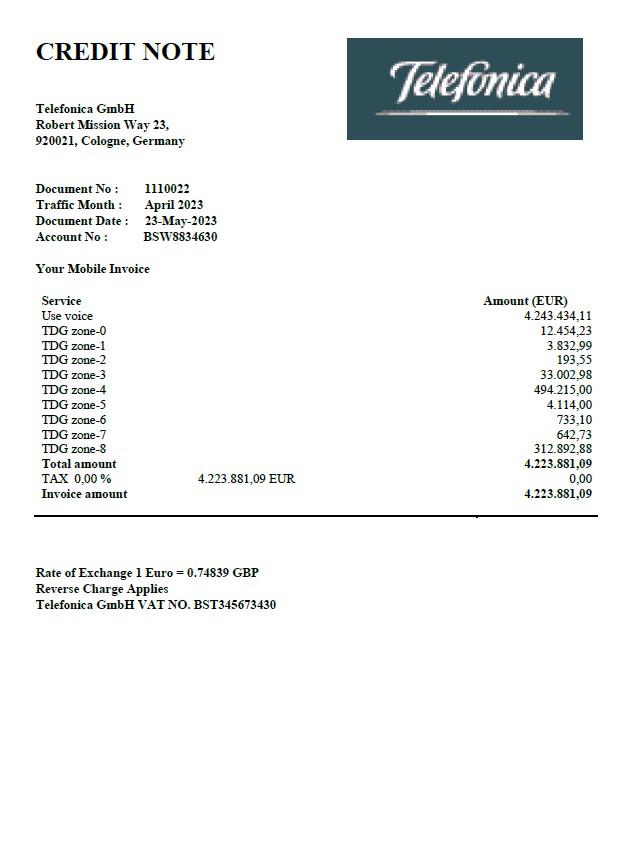 CREDIT NOTE
Telefonica
Telefonica GmbH
Robert Mission Way 23,
920021, Cologne, Germany
Document No : 1110022
Traffic Month : April 2023
Document Date : 23-May-2023
Account No : BSW8834630
Your Mobile Invoice
Service Amount (EUR)
Use voice 4.243.434,11
TDG zone-0 12.454,23
TDG zone-1 3.832,99
TDG zone-2 193,55
TDG zone-3 33.002,98
TDG zone-4 494.215,00
TDG zone-5 4.114,00
TDG zone-6 733,10
TDG zone-7 642,73
TDG zone-8 312.892,88
Total amount 4.223.881,09
TAX 0,00 % 4.223.881,09 EUR 0,00
Invoice amount 4.223.881,09
Rate of Exchange 1 Euro = 0.74839 GBP
Reverse Charge Applies
Telefonica GmbH VAT NO. BST345673430